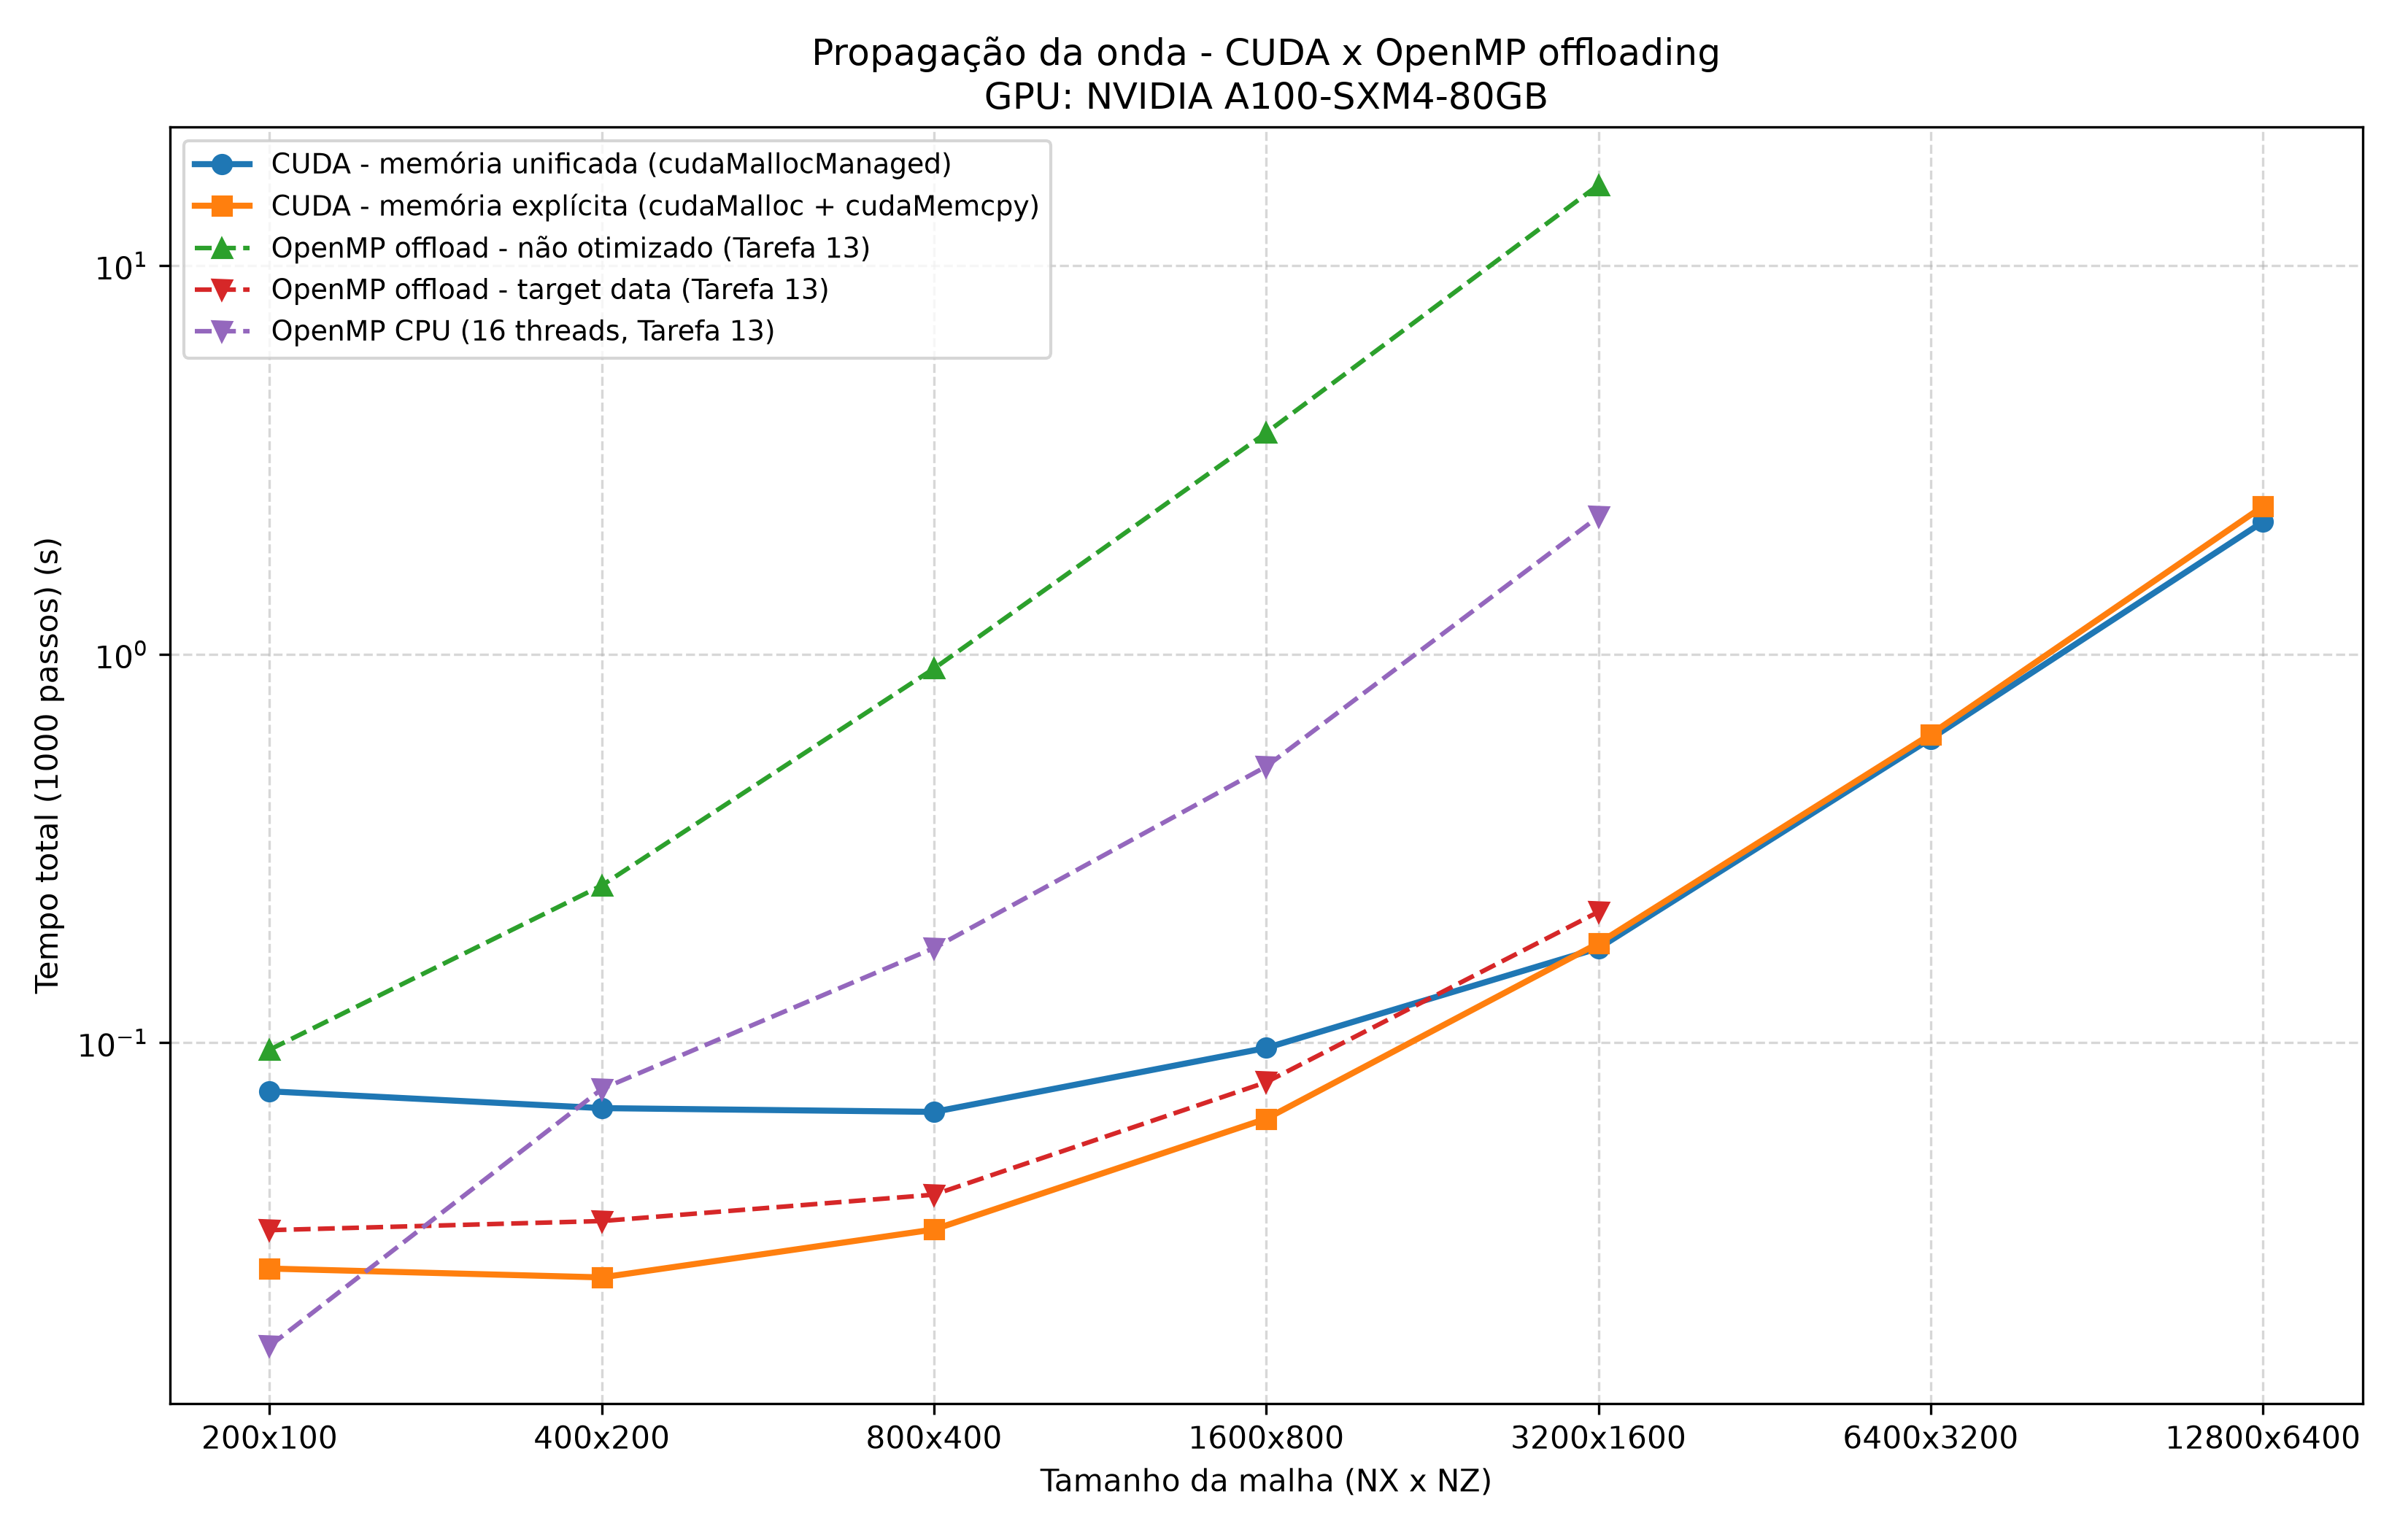 Propagação da onda - CUDA x OpenMP offloading
GPU: NVIDIA A100-SXM4-80GB
CUDA - memória unificada (cudaMallocManaged)
CUDA - memória explícita (cudaMalloc + cudaMemcpy)
OpenMP offload - não otimizado (Tarefa 13)
OpenMP offload - target data (Tarefa 13)
OpenMP CPU (16 threads, Tarefa 13)
Tempo total (1000 passos) (s)
10¹
10⁰
10⁻¹
200x100
400x200
800x400
1600x800
3200x1600
6400x3200
12800x6400
Tamanho da malha (NX x NZ)